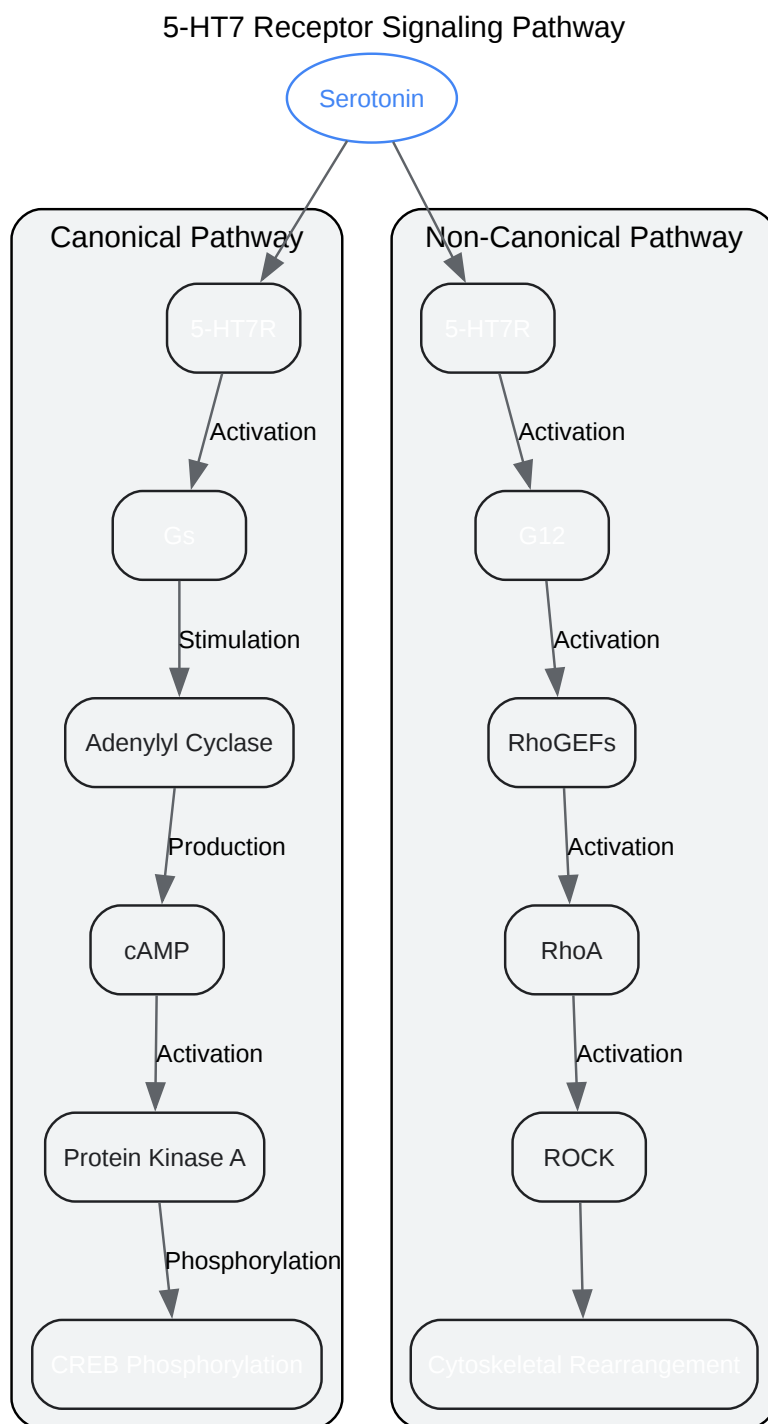 5-HT7 Receptor Signaling Pathway
Serotonin
Canonical Pathway
5-HT7R
Activation
Gs
Stimulation
Adenylyl Cyclase
Production
cAMP
Activation
Protein Kinase A
Phosphorylation
CREB Phosphorylation
Non-Canonical Pathway
5-HT7R
Activation
G12
Activation
RhoGEFs
Activation
RhoA
Activation
ROCK
Cytoskeletal Rearrangement